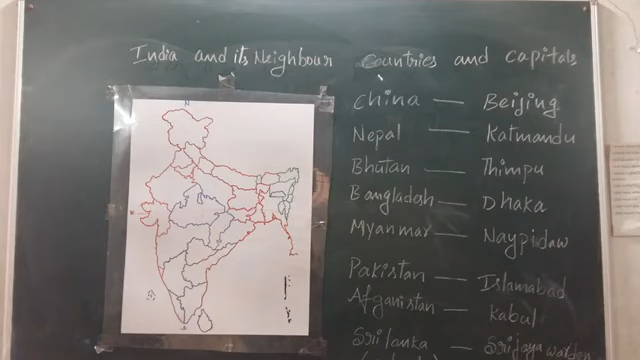 India and its Neighbour Countries and capitals
China — Beijing
Nepal — Katmandu
Bhutan — Thimpu
Bangladesh — Dhaka
Myanmar — Naypidaw
Pakistan — Islamabad
Afganistan — Kabul
Srilanka — Srijayawarden
N